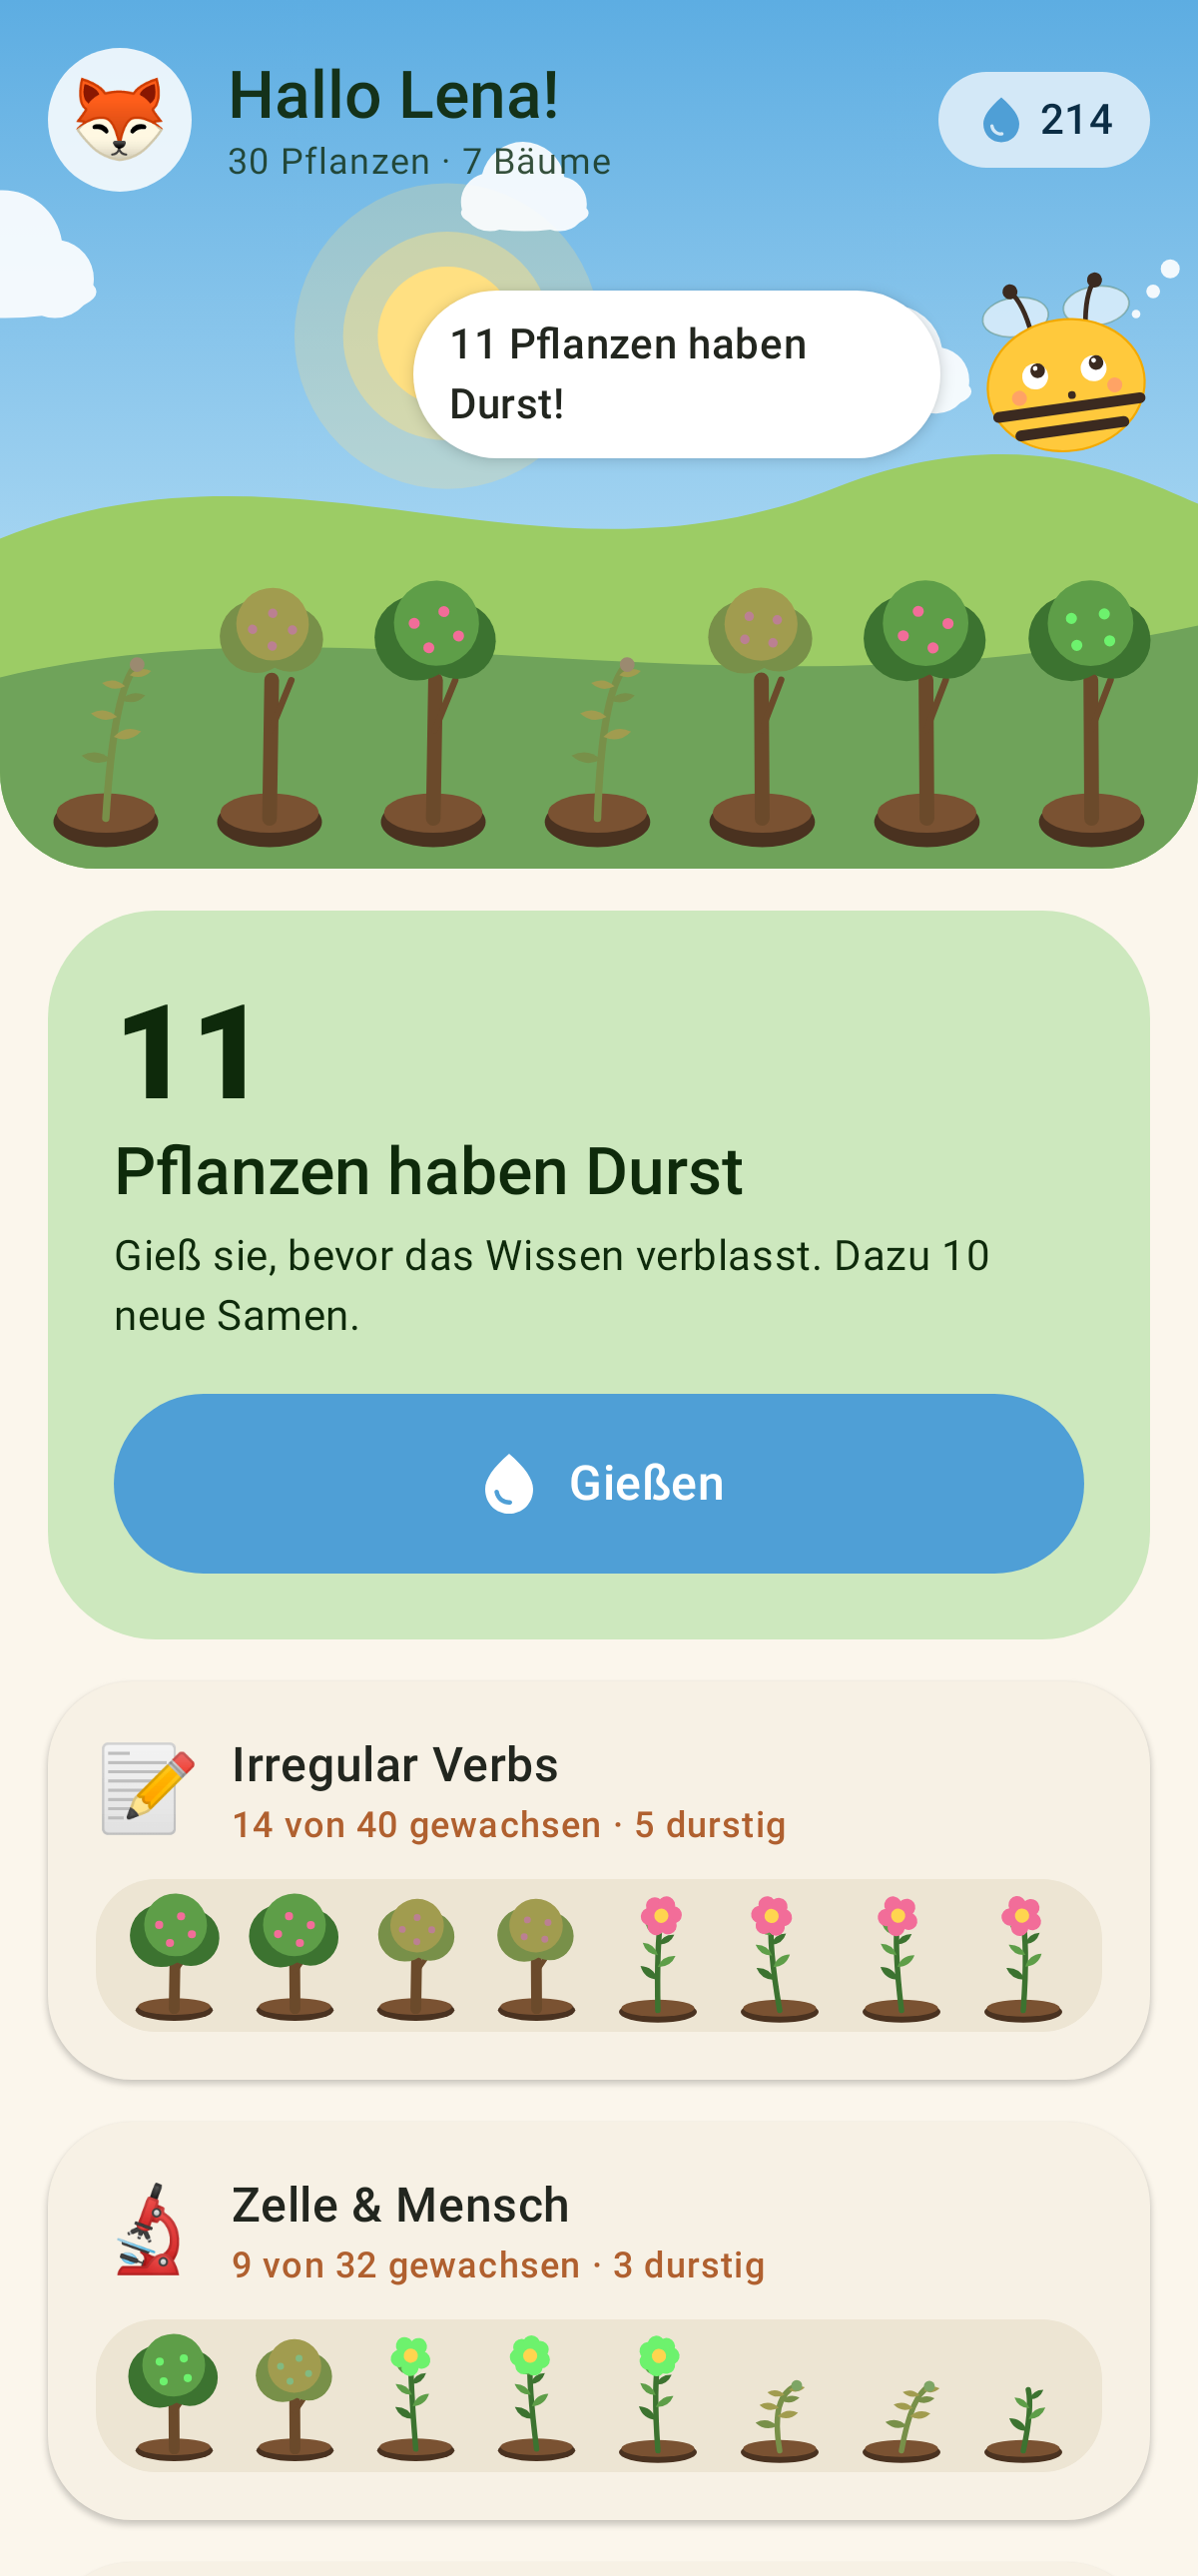 Hallo Lena!
30 Pflanzen · 7 Bäume
214
11 Pflanzen haben
Durst!
11
Pflanzen haben Durst
Gieß sie, bevor das Wissen verblasst. Dazu 10
neue Samen.
Gießen
Irregular Verbs
14 von 40 gewachsen · 5 durstig
Zelle & Mensch
9 von 32 gewachsen · 3 durstig